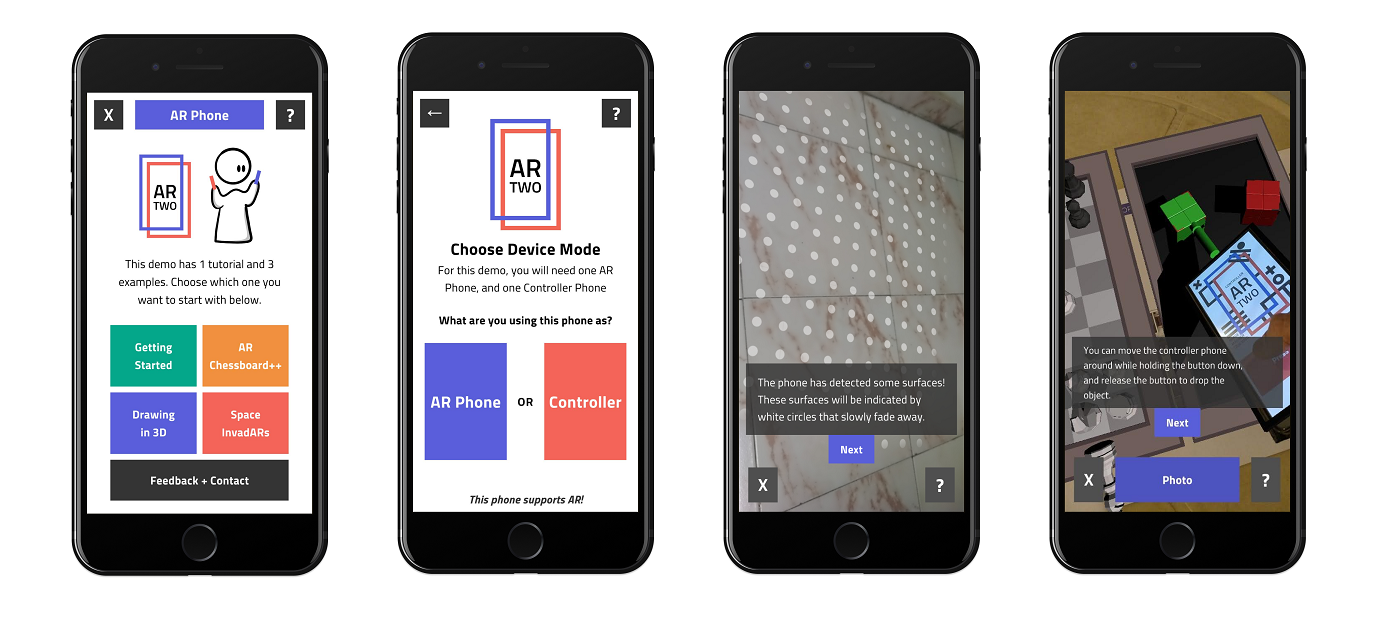 X
AR Phone
?
AR
TWO
This demo has 1 tutorial and 3
examples. Choose which one you
want to start with below.
Getting
Started
AR
Chessboard++
Drawing
in 3D
Space
InvadARs
Feedback + Contact
←
?
AR
TWO
Choose Device Mode
For this demo, you will need one AR
Phone, and one Controller Phone
What are you using this phone as?
AR Phone
OR
Controller
This phone supports AR!
The phone has detected some surfaces!
These surfaces will be indicated by
white circles that slowly fade away.
Next
X
?
AR
TWO
You can move the controller phone
around while holding the button down,
and release the button to drop the
object.
Next
X
Photo
?